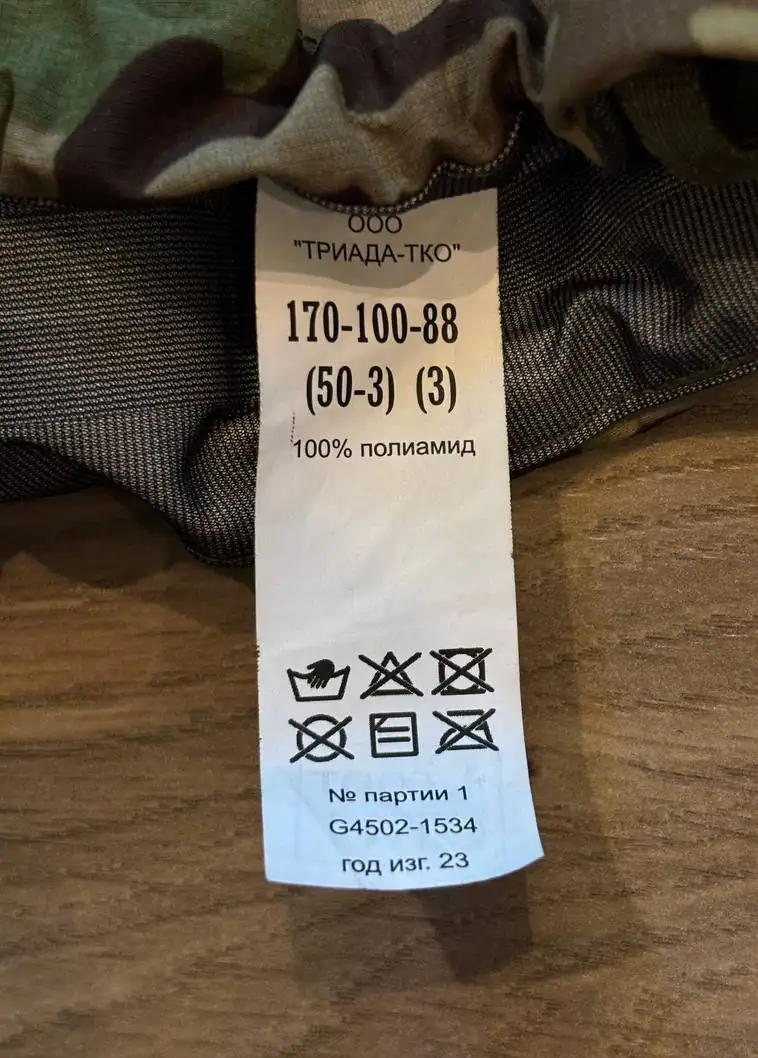 ООО
"ТРИАДА-ТКО"
170-100-88
(50-3) (3)
100% полиамид
№ партии 1
G4502-1534
год изг. 23